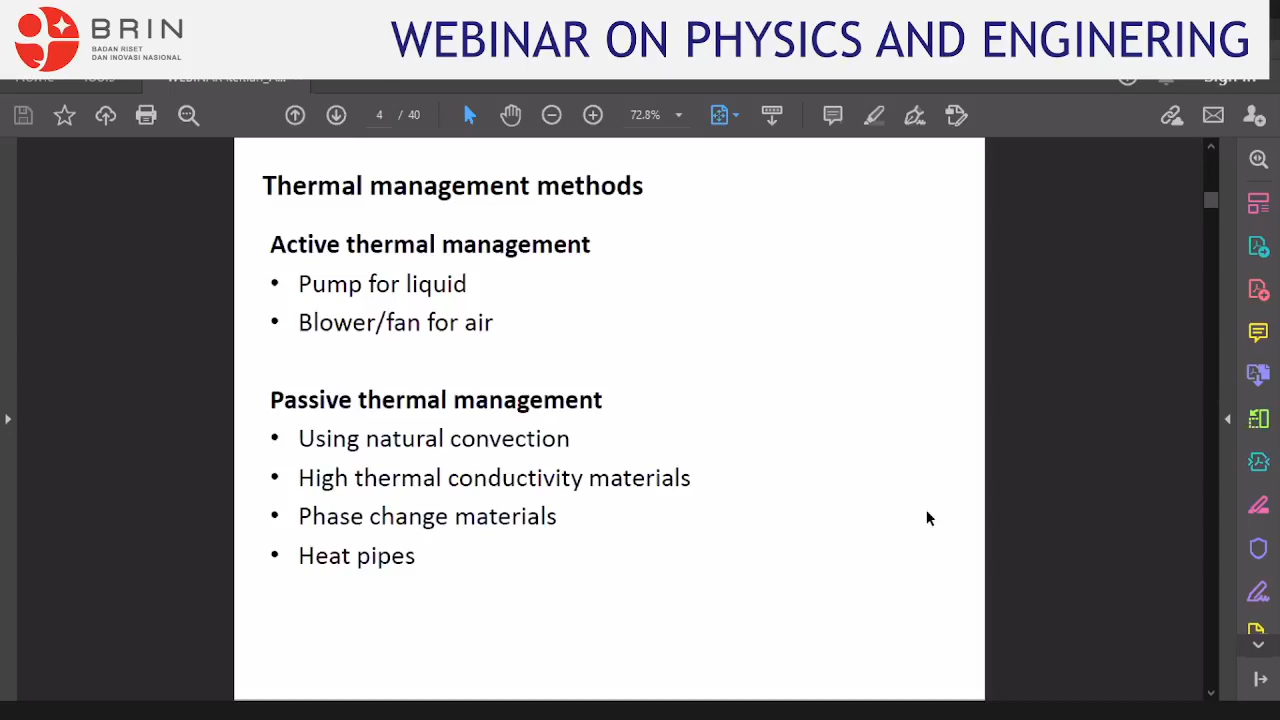 BRIN
BADAN RISET
DAN INOVASI NASIONAL
WEBINAR ON PHYSICS AND ENGINERING
4 / 40
72.8%
Thermal management methods
Active thermal management
• Pump for liquid
• Blower/fan for air
Passive thermal management
• Using natural convection
• High thermal conductivity materials
• Phase change materials
• Heat pipes